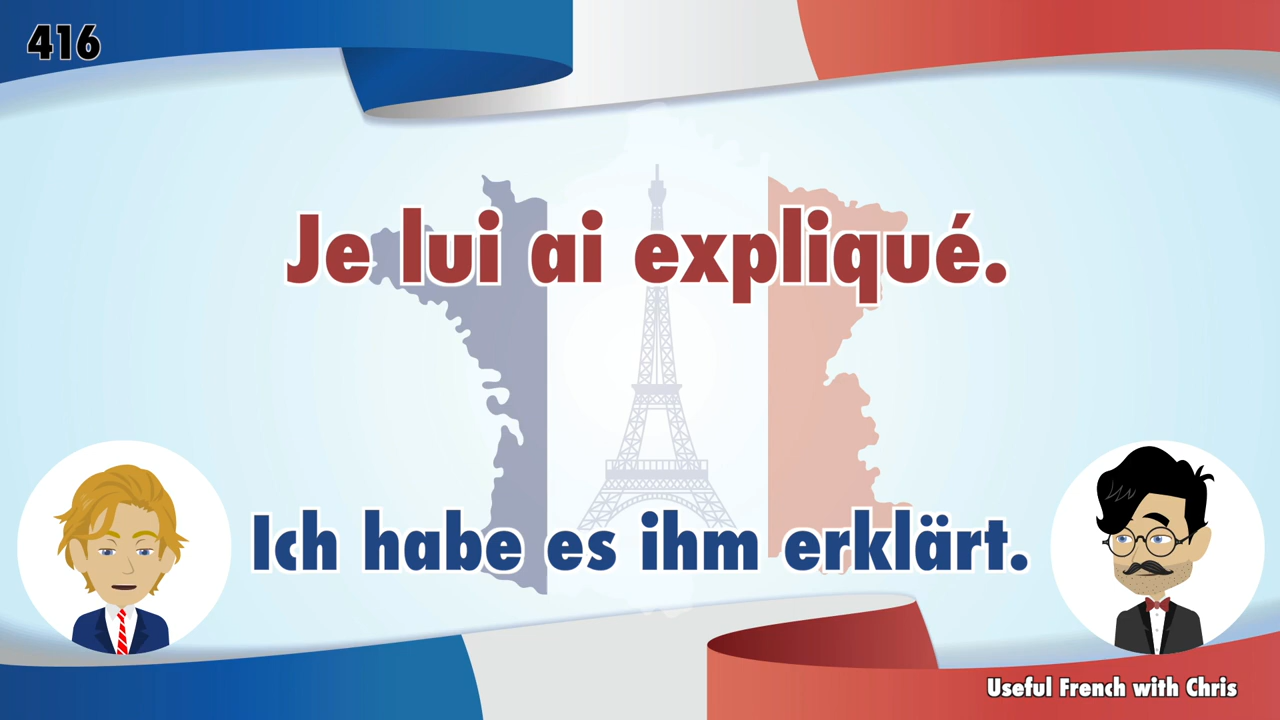 416
Je lui ai expliqué.
Ich habe es ihm erklärt.
Useful French with Chris